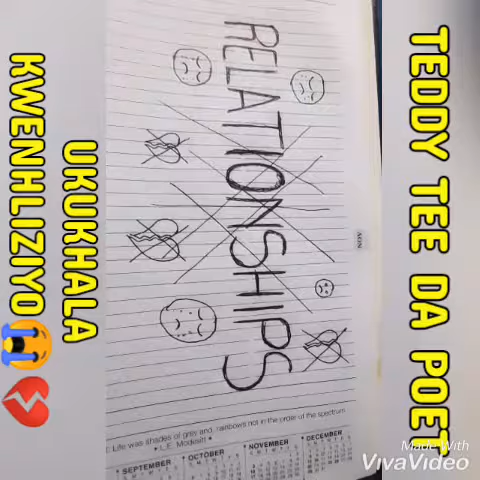 TEDDY TEE DA POET
RELATIONSHIPS
UKUKHALA
KWENHLIZIYO😭💔
Life was shades of grey and, rainbows not in the order of the spectrum
• L.E. Modesitt •
SEPTEMBER OCTOBER NOVEMBER DECEMBER
Made With
VivaVideo